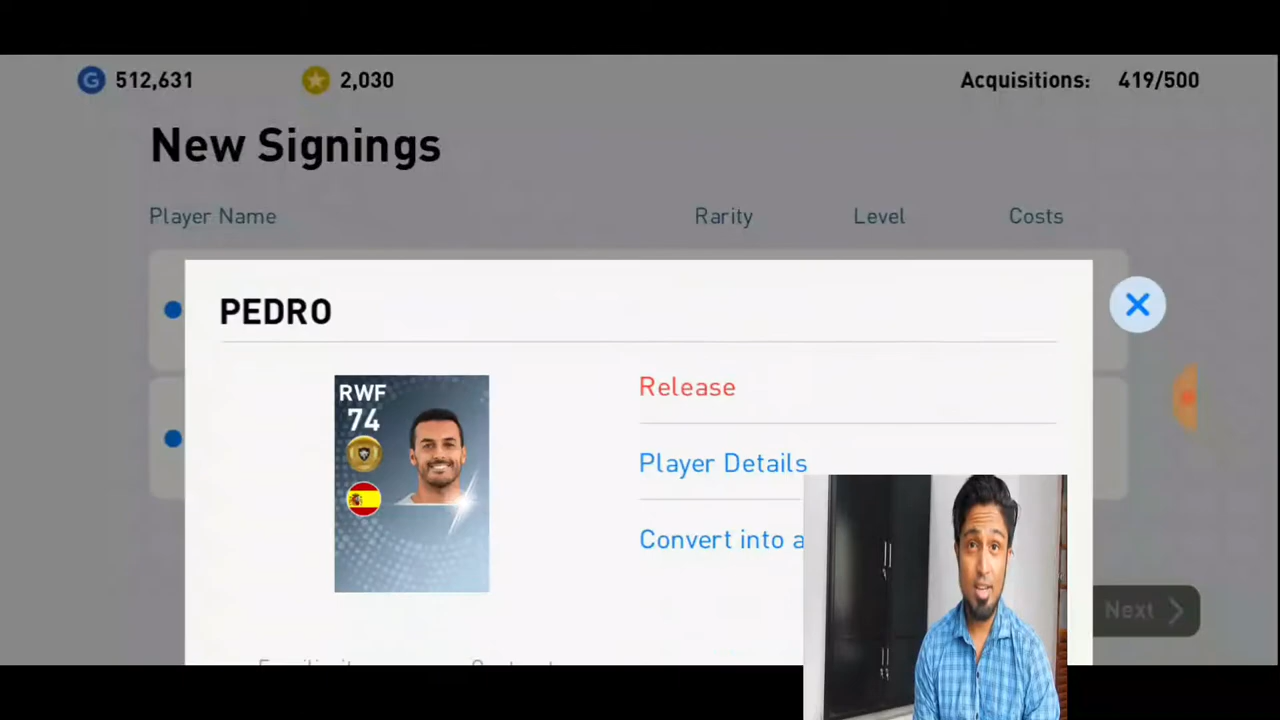 G 512,631 2,030 Acquisitions: 419/500
New Signings
Player Name Rarity Level Costs
PEDRO
RWF
74
Release
Player Details
Convert into a
Next